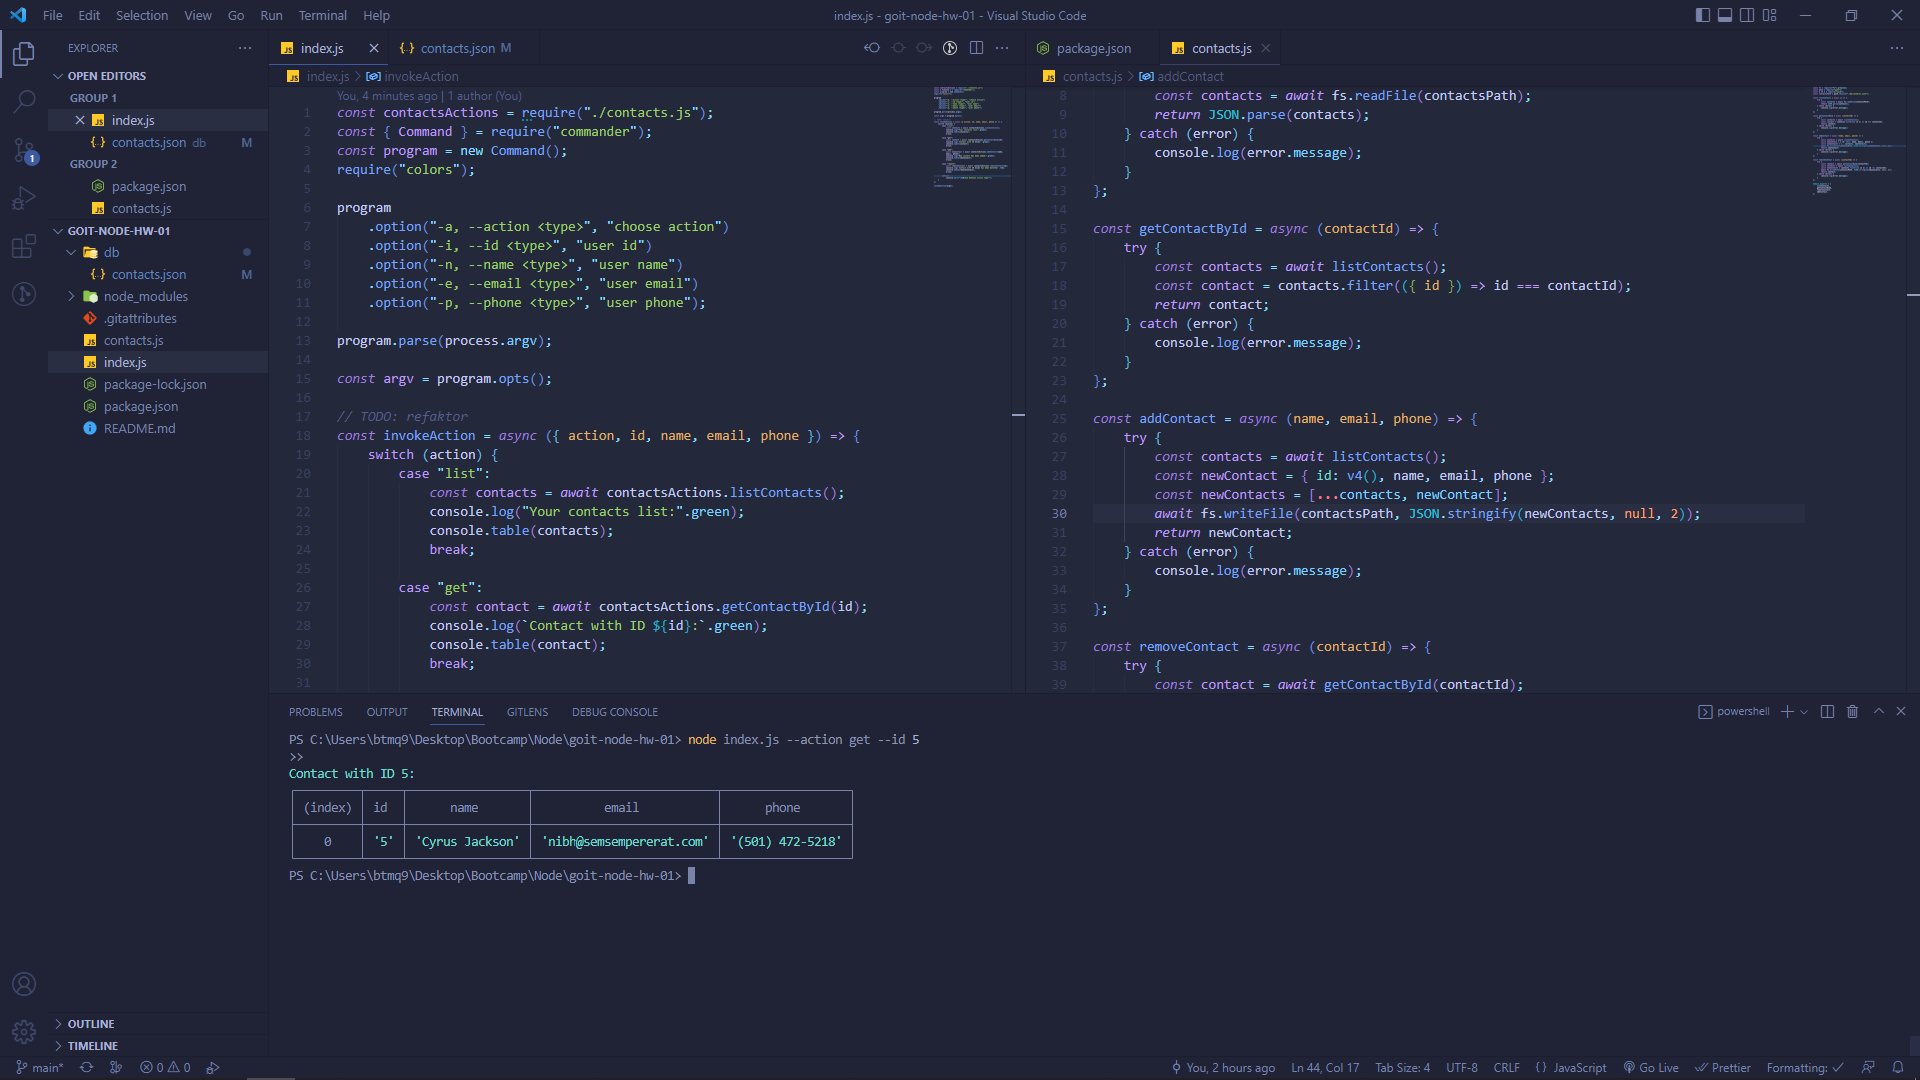 File Edit Selection View Go Run Terminal Help
index.js - goit-node-hw-01 - Visual Studio Code
EXPLORER
OPEN EDITORS
GROUP 1
index.js
contacts.json db M
GROUP 2
package.json
contacts.js
GOIT-NODE-HW-01
db
contacts.json M
node_modules
.gitattributes
contacts.js
index.js
package-lock.json
package.json
README.md
OUTLINE
TIMELINE
1
index.js
contacts.json M
index.js > invokeAction
You, 4 minutes ago | 1 author (You)
1 const contactsActions = require("./contacts.js");
2 const { Command } = require("commander");
3 const program = new Command();
4 require("colors");
5
6 program
7 .option("-a, --action <type>", "choose action")
8 .option("-i, --id <type>", "user id")
9 .option("-n, --name <type>", "user name")
10 .option("-e, --email <type>", "user email")
11 .option("-p, --phone <type>", "user phone");
12
13 program.parse(process.argv);
14
15 const argv = program.opts();
16
17 // TODO: refaktor
18 const invokeAction = async ({ action, id, name, email, phone }) => {
19 switch (action) {
20 case "list":
21 const contacts = await contactsActions.listContacts();
22 console.log("Your contacts list:".green);
23 console.table(contacts);
24 break;
25
26 case "get":
27 const contact = await contactsActions.getContactById(id);
28 console.log(`Contact with ID ${id}:`.green);
29 console.table(contact);
30 break;
31
package.json
contacts.js
contacts.js > addContact
8 const contacts = await fs.readFile(contactsPath);
9 return JSON.parse(contacts);
10 } catch (error) {
11 console.log(error.message);
12 }
13 };
14
15 const getContactById = async (contactId) => {
16 try {
17 const contacts = await listContacts();
18 const contact = contacts.filter(({ id }) => id === contactId);
19 return contact;
20 } catch (error) {
21 console.log(error.message);
22 }
23 };
24
25 const addContact = async (name, email, phone) => {
26 try {
27 const contacts = await listContacts();
28 const newContact = { id: v4(), name, email, phone };
29 const newContacts = [...contacts, newContact];
30 await fs.writeFile(contactsPath, JSON.stringify(newContacts, null, 2));
31 return newContact;
32 } catch (error) {
33 console.log(error.message);
34 }
35 };
36
37 const removeContact = async (contactId) => {
38 try {
39 const contact = await getContactById(contactId);
PROBLEMS OUTPUT TERMINAL GITLENS DEBUG CONSOLE
powershell
PS C:\Users\btmq9\Desktop\Bootcamp\Node\goit-node-hw-01> node index.js --action get --id 5
>>
Contact with ID 5:
(index) id name email phone
0 '5' 'Cyrus Jackson' 'nibh@semsempererat.com' '(501) 472-5218'
PS C:\Users\btmq9\Desktop\Bootcamp\Node\goit-node-hw-01>
main* 0 0
You, 2 hours ago Ln 44, Col 17 Tab Size: 4 UTF-8 CRLF { } JavaScript Go Live Prettier Formatting: ✓